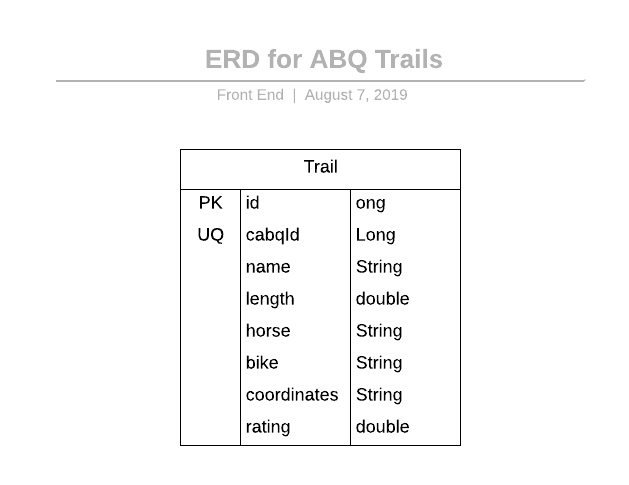 ERD for ABQ Trails
Front End | August 7, 2019
Trail
PK id ong
UQ cabqId Long
name String
length double
horse String
bike String
coordinates String
rating double